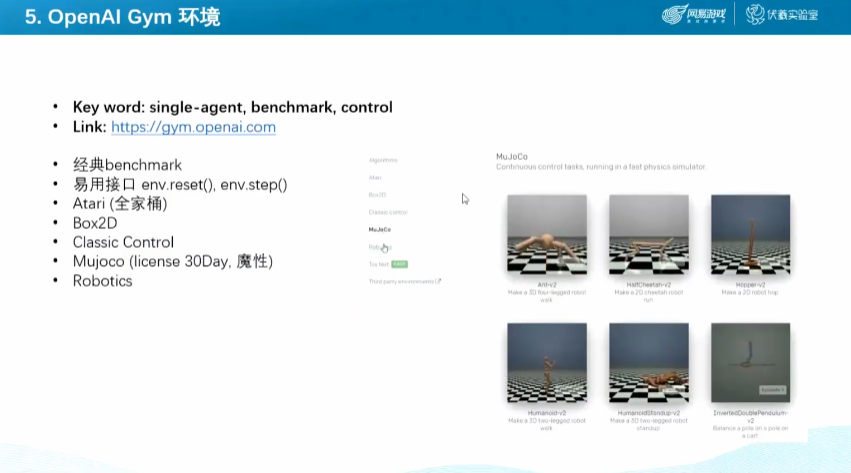 5. OpenAI Gym 环境
网易游戏
伏羲实验室
• Key word: single-agent, benchmark, control
• Link: https://gym.openai.com
• 经典benchmark
• 易用接口 env.reset(), env.step()
• Atari (全家桶)
• Box2D
• Classic Control
• Mujoco (license 30Day, 魔性)
• Robotics
Algorithms
Atari
Box2D
Classic control
MuJoCo
Robotics
Toy text
Third party environments
MuJoCo
Continuous control tasks, running in a fast physics simulator.
Ant-v2
Make a 3D four-legged robot
walk
HalfCheetah-v2
Make a 2D cheetah robot
run
Hopper-v2
Make a 2D robot hop
Humanoid-v2
Make a 3D two-legged robot
walk
HumanoidStandup-v2
Make a 3D two-legged robot
standup
InvertedDoublePendulum-
v2
Balance a pole on a pole on
a cart